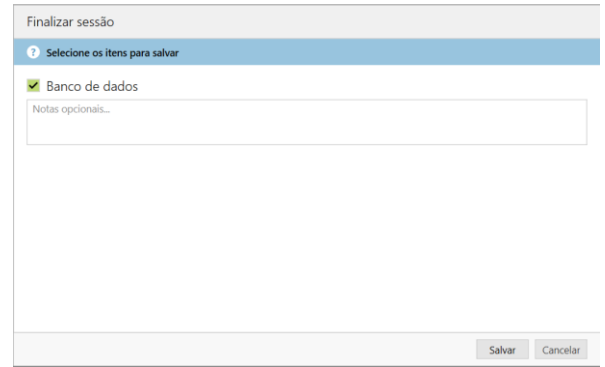 Finalizar sessão
? Selecione os itens para salvar
Banco de dados
Notas opcionais...
Salvar Cancelar